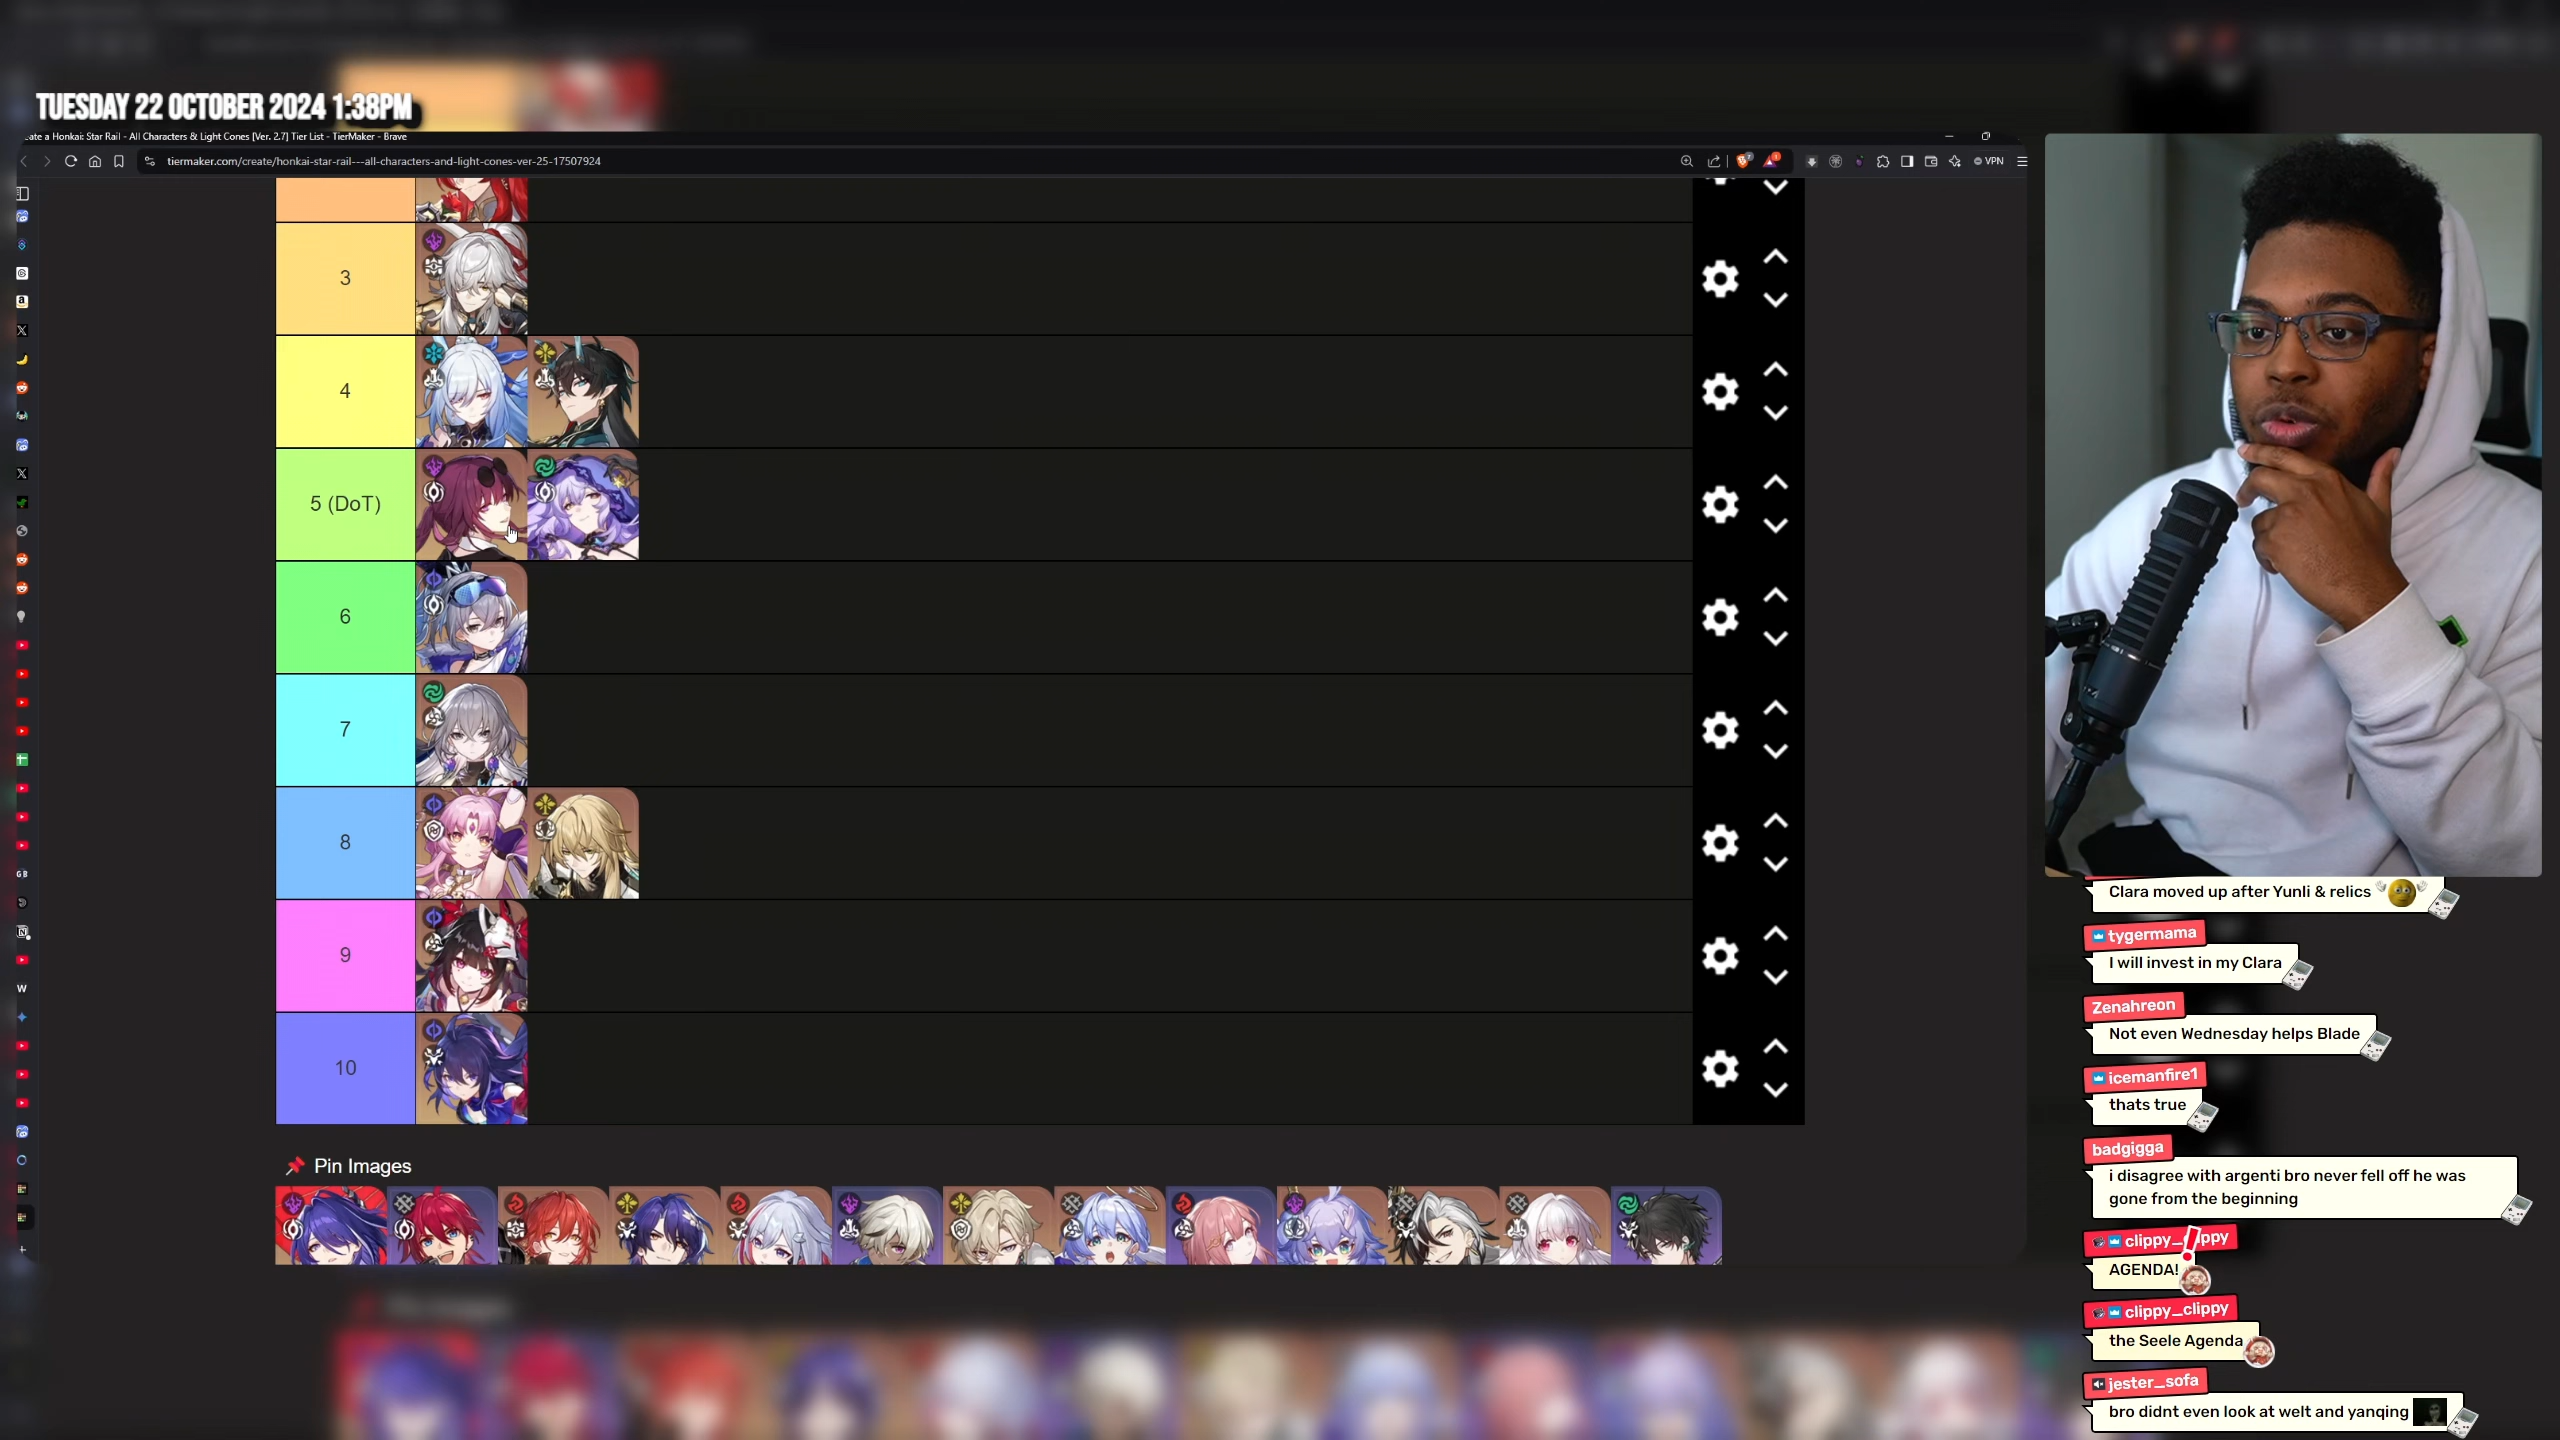 TUESDAY 22 OCTOBER 2024 1:38PM
ate a Honkai: Star Rail - All Characters & Light Cones [Ver. 2.7] Tier List - TierMaker - Brave
tiermaker.com/create/honkai-star-rail---all-characters-and-light-cones-ver-25-17507924
VPN
3
4
5 (DoT)
6
7
8
9
10
Pin Images
Clara moved up after Yunli & relics
tygermama
I will invest in my Clara
Zenahreon
Not even Wednesday helps Blade
icemanfire1
thats true
badgigga
i disagree with argenti bro never fell off he was
gone from the beginning
AGENDA!
clippy_clippy
the Seele Agenda
jester_sofa
bro didnt even look at welt and yanqing